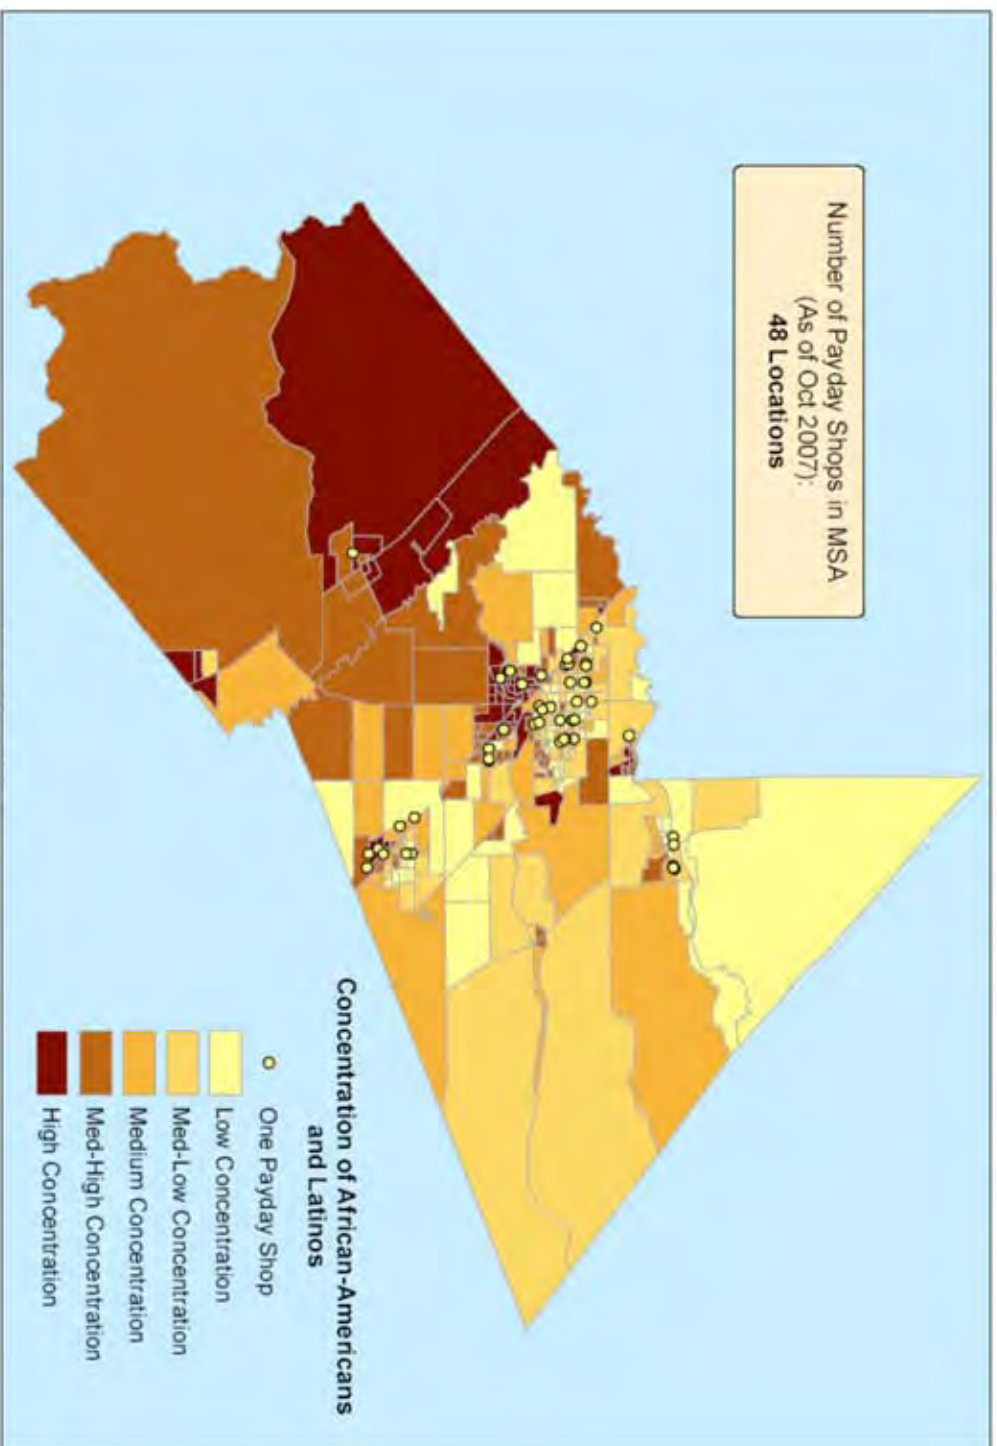 Number of Payday Shops in MSA
(As of Oct 2007):
48 Locations
Concentration of African-Americans
and Latinos
One Payday Shop
Low Concentration
Med-Low Concentration
Medium Concentration
Med-High Concentration
High Concentration